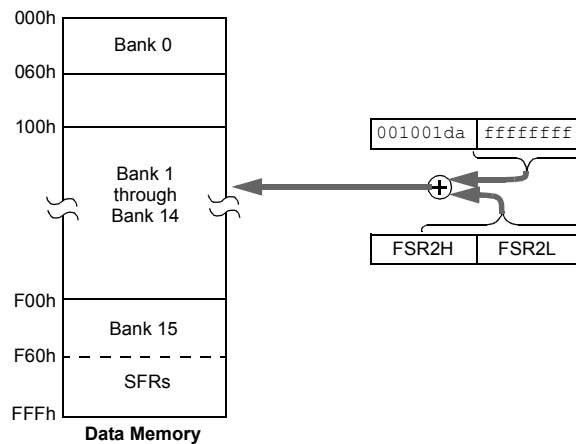 000h
Bank 0
060h
100h
001001da ffffffff
Bank 1
through
Bank 14
FSR2H FSR2L
F00h
Bank 15
F60h
SFRs
FFFh
Data Memory